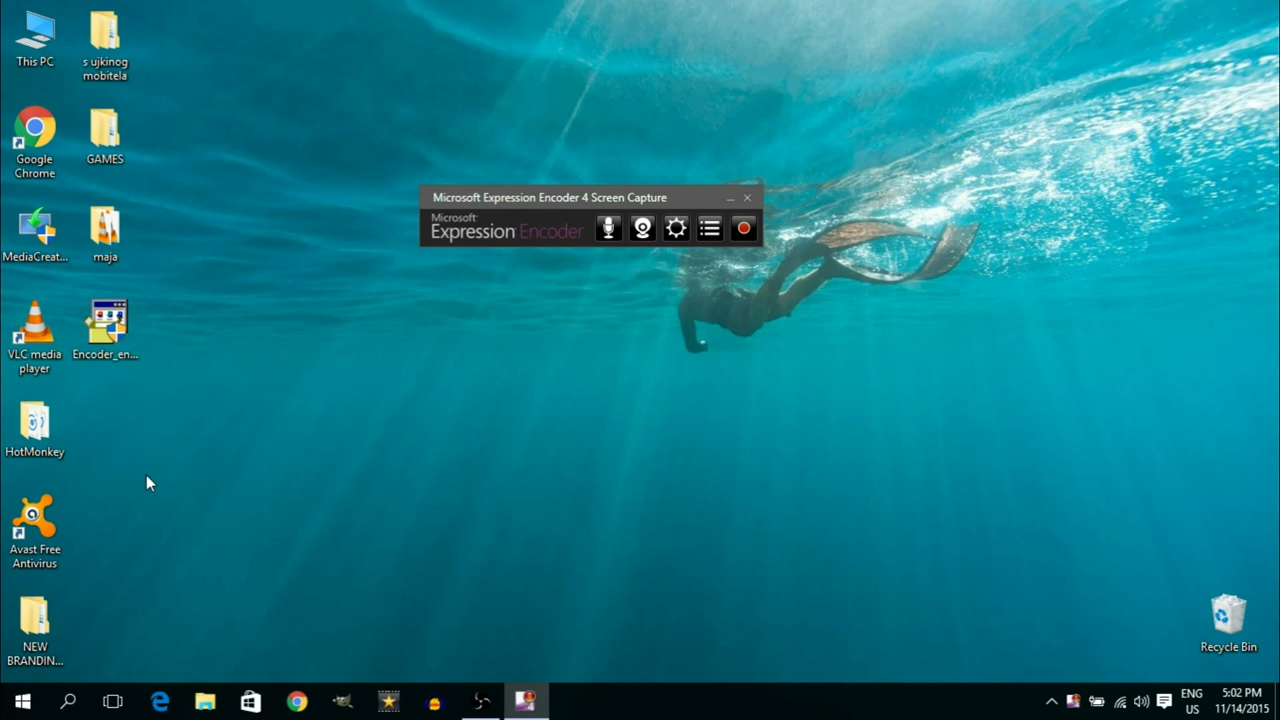 This PC
s ujkinog
mobitela
Google
Chrome
GAMES
MediaCreat...
maja
VLC media
player
Encoder_en...
HotMonkey
Avast Free
Antivirus
NEW
BRANDIN...
Microsoft Expression Encoder 4 Screen Capture
Microsoft
Expression Encoder
Recycle Bin
ENG
US
5:02 PM
11/14/2015